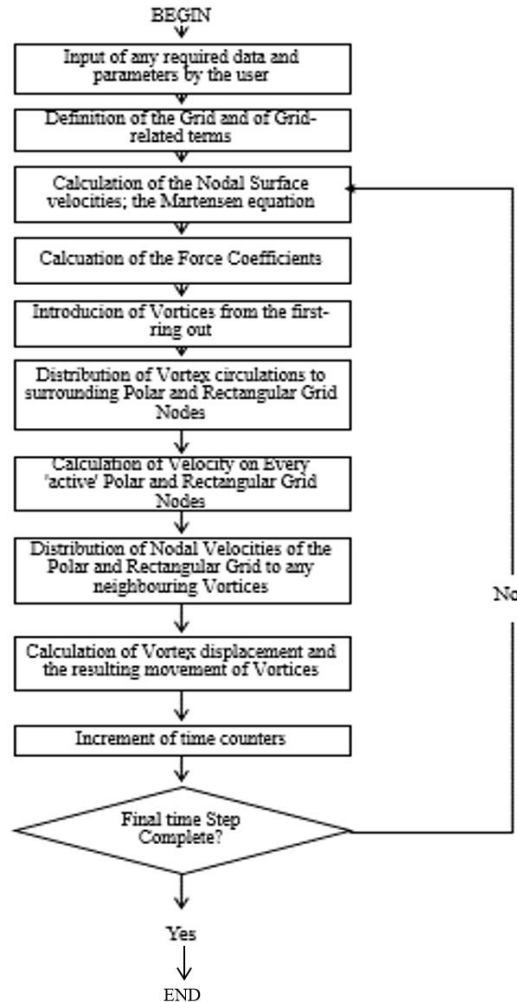 BEGIN
Input of any required data and
parameters by the user
Definition of the Grid and of Grid-
related terms
Calculation of the Nodal Surface
velocities; the Martensen equation
Calcuation of the Force Coefficients
Introducion of Vortices from the first-
ring out
Distribution of Vortex circulations to
surrounding Polar and Rectangular Grid
Nodes
Calculation of Velocity on Every
'active' Polar and Rectangular Grid
Nodes
Distribution of Nodal Velocities of the
Polar and Rectangular Grid to any
neighbouring Vortices
Calculation of Vortex displacement and
the resulting movement of Vortices
Increment of time counters
Final time Step
Complete?
No
Yes
END